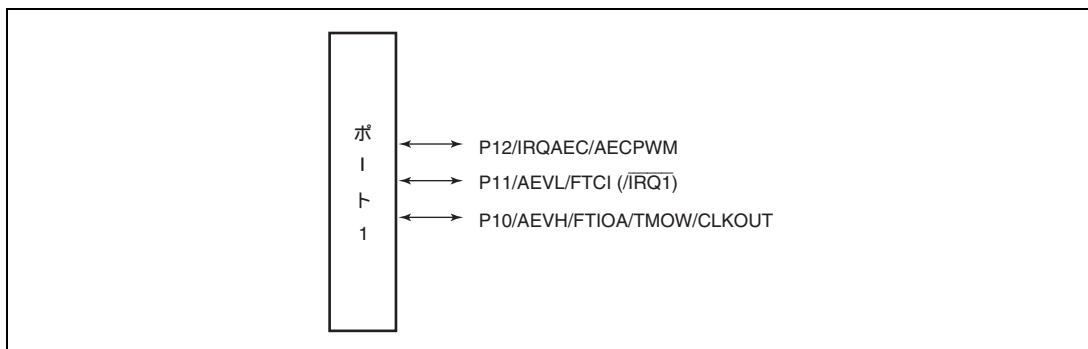 ポート1
P12/IRQAEC/AECPWM
P11/AEVL/FTCI (/IRQ1)
P10/AEVH/FTIOA/TMOW/CLKOUT